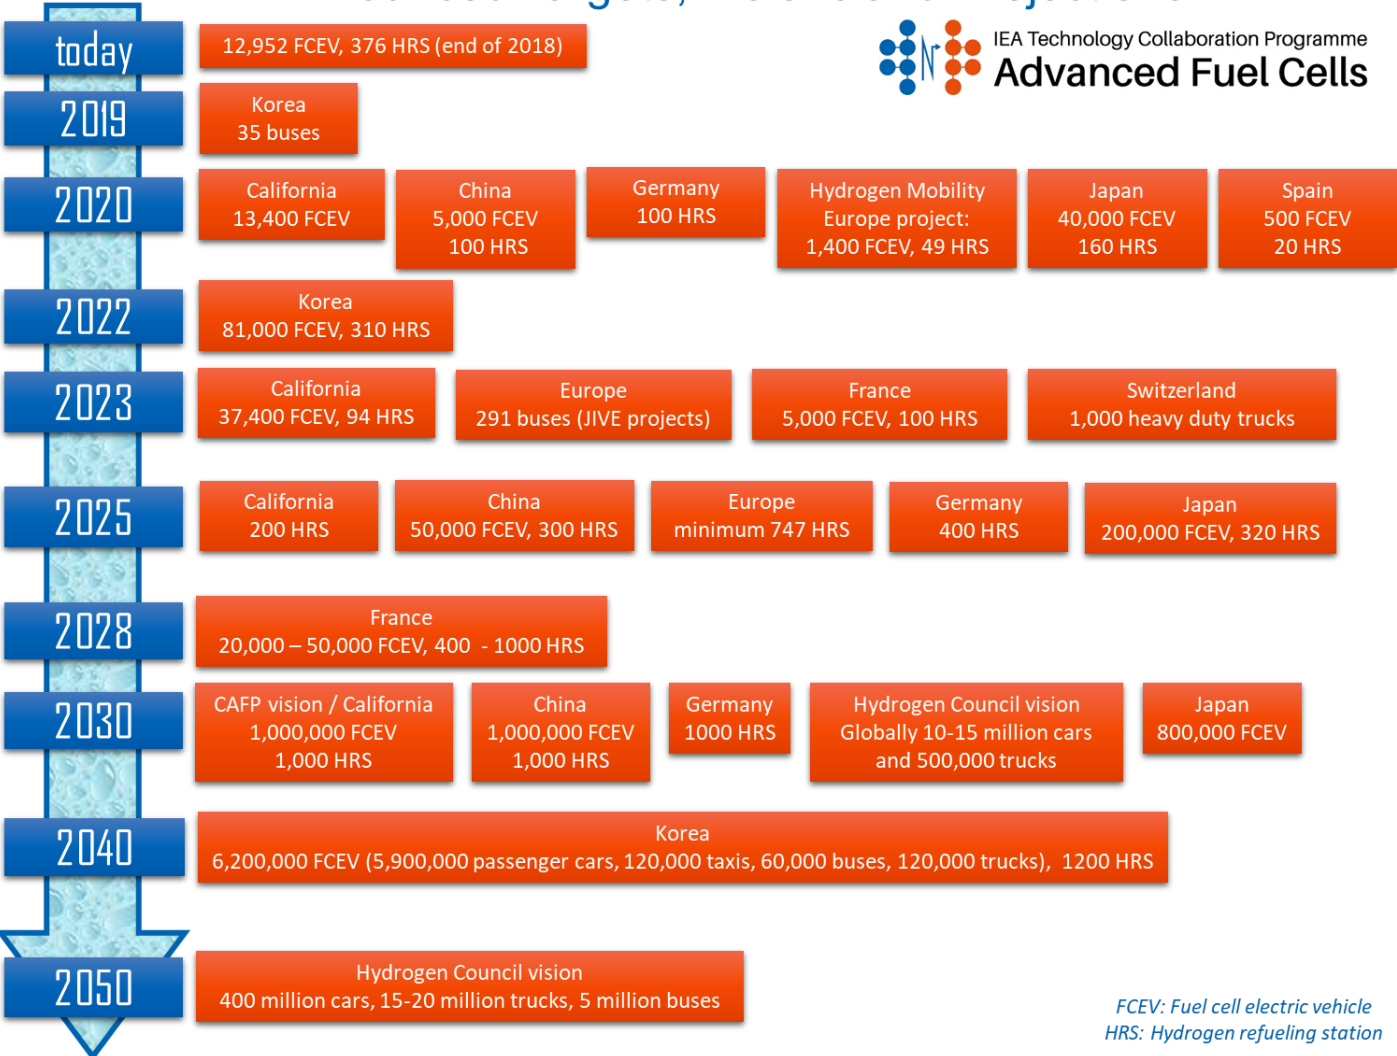 today
12,952 FCEV, 376 HRS (end of 2018)
IEA Technology Collaboration Programme
Advanced Fuel Cells
2019
Korea
35 buses
2020
California
13,400 FCEV
China
5,000 FCEV
100 HRS
Germany
100 HRS
Hydrogen Mobility
Europe project:
1,400 FCEV, 49 HRS
Japan
40,000 FCEV
160 HRS
Spain
500 FCEV
20 HRS
2022
Korea
81,000 FCEV, 310 HRS
2023
California
37,400 FCEV, 94 HRS
Europe
291 buses (JIVE projects)
France
5,000 FCEV, 100 HRS
Switzerland
1,000 heavy duty trucks
2025
California
200 HRS
China
50,000 FCEV, 300 HRS
Europe
minimum 747 HRS
Germany
400 HRS
Japan
200,000 FCEV, 320 HRS
2028
France
20,000 – 50,000 FCEV, 400 - 1000 HRS
2030
CAFP vision / California
1,000,000 FCEV
1,000 HRS
China
1,000,000 FCEV
1,000 HRS
Germany
1000 HRS
Hydrogen Council vision
Globally 10-15 million cars
and 500,000 trucks
Japan
800,000 FCEV
2040
Korea
6,200,000 FCEV (5,900,000 passenger cars, 120,000 taxis, 60,000 buses, 120,000 trucks), 1200 HRS
2050
Hydrogen Council vision
400 million cars, 15-20 million trucks, 5 million buses
FCEV: Fuel cell electric vehicle
HRS: Hydrogen refueling station